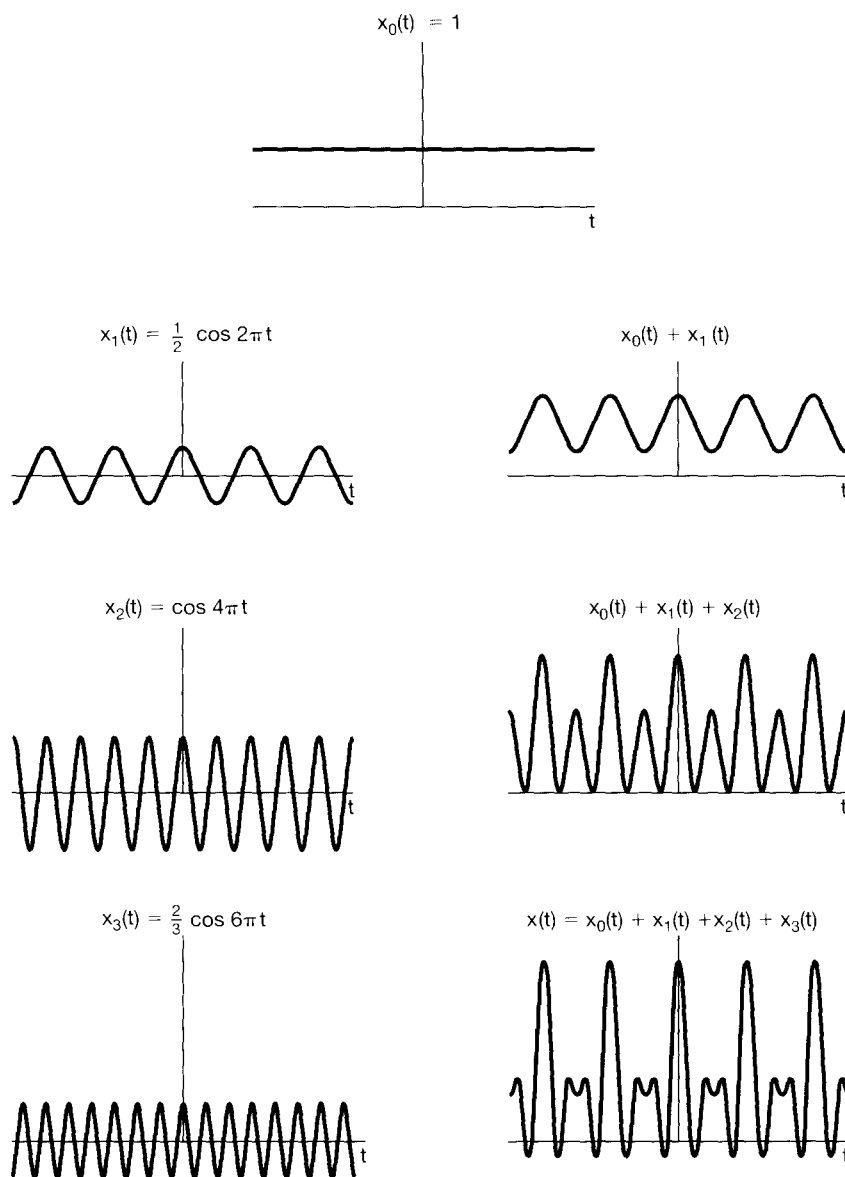 x₀(t) = 1
t
x₁(t) = ½ cos 2πt
t
x₀(t) + x₁(t)
t
x₂(t) = cos 4πt
t
x₀(t) + x₁(t) + x₂(t)
t
x₃(t) = ⅔ cos 6πt
t
x(t) = x₀(t) + x₁(t) +x₂(t) + x₃(t)
t